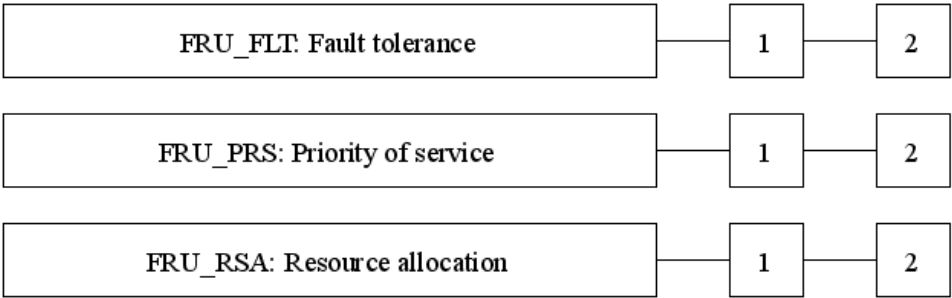 FRU_FLT: Fault tolerance 1 2
FRU_PRS: Priority of service 1 2
FRU_RSA: Resource allocation 1 2